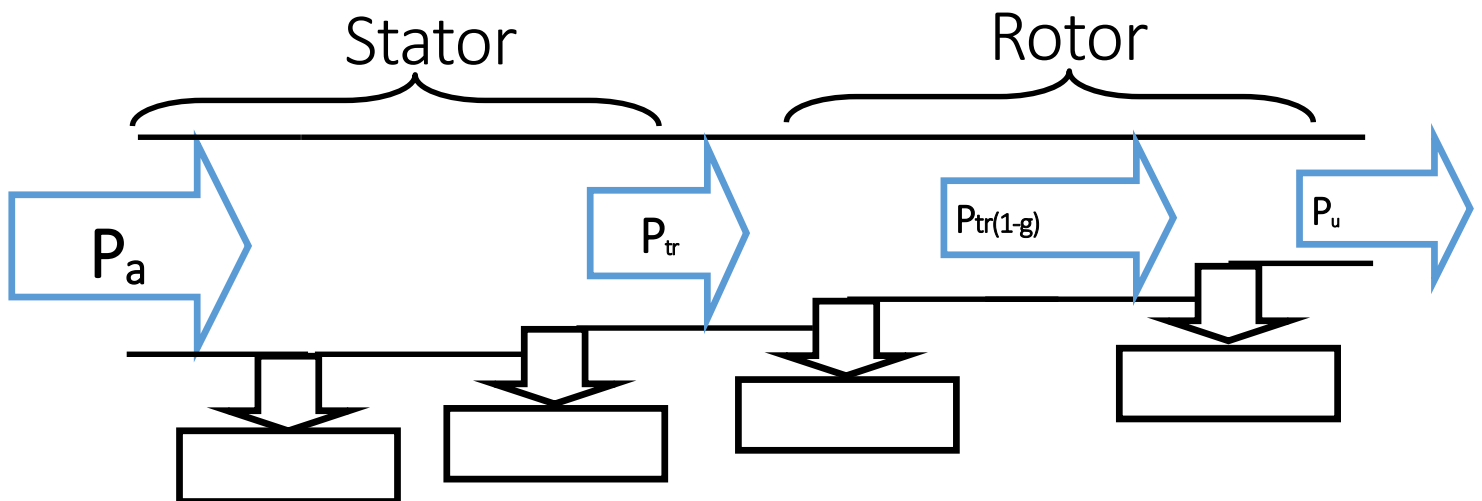 Stator
Rotor
Pa
Ptr
Ptr(1-g)
Pu